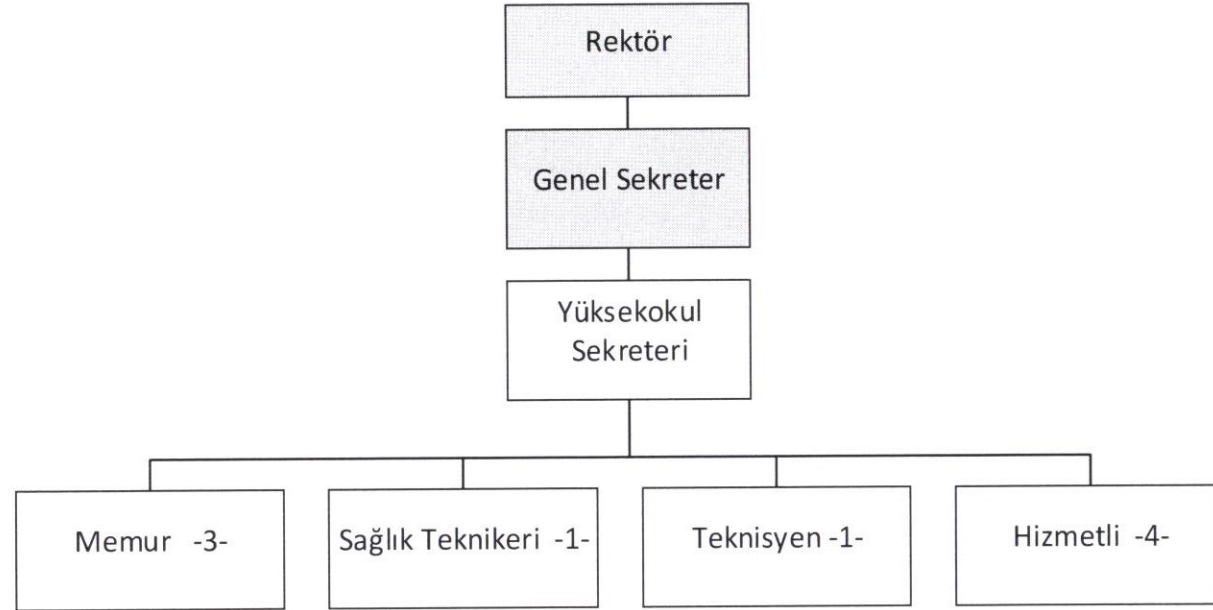 Rektör
Genel Sekreter
Yüksekokul
Sekreteri
Memur -3-
Sağlık Teknikeri -1-
Teknisyen -1-
Hizmetli -4-